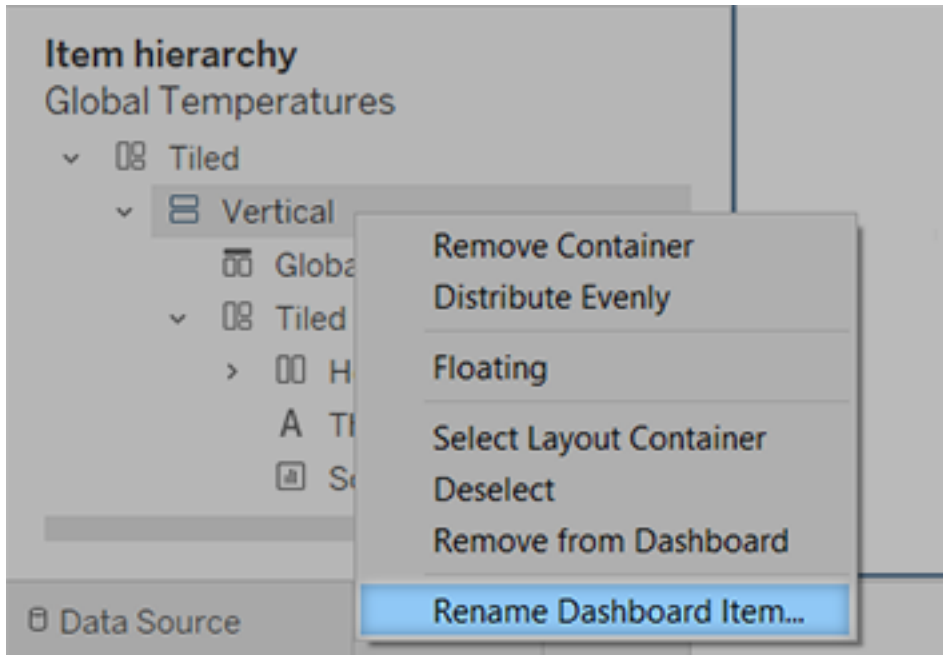 Item hierarchy
Global Temperatures
Tiled
Vertical
Remove Container
Distribute Evenly
Tiled
Floating
A
Select Layout Container
Deselect
Remove from Dashboard
Data Source
Rename Dashboard Item...